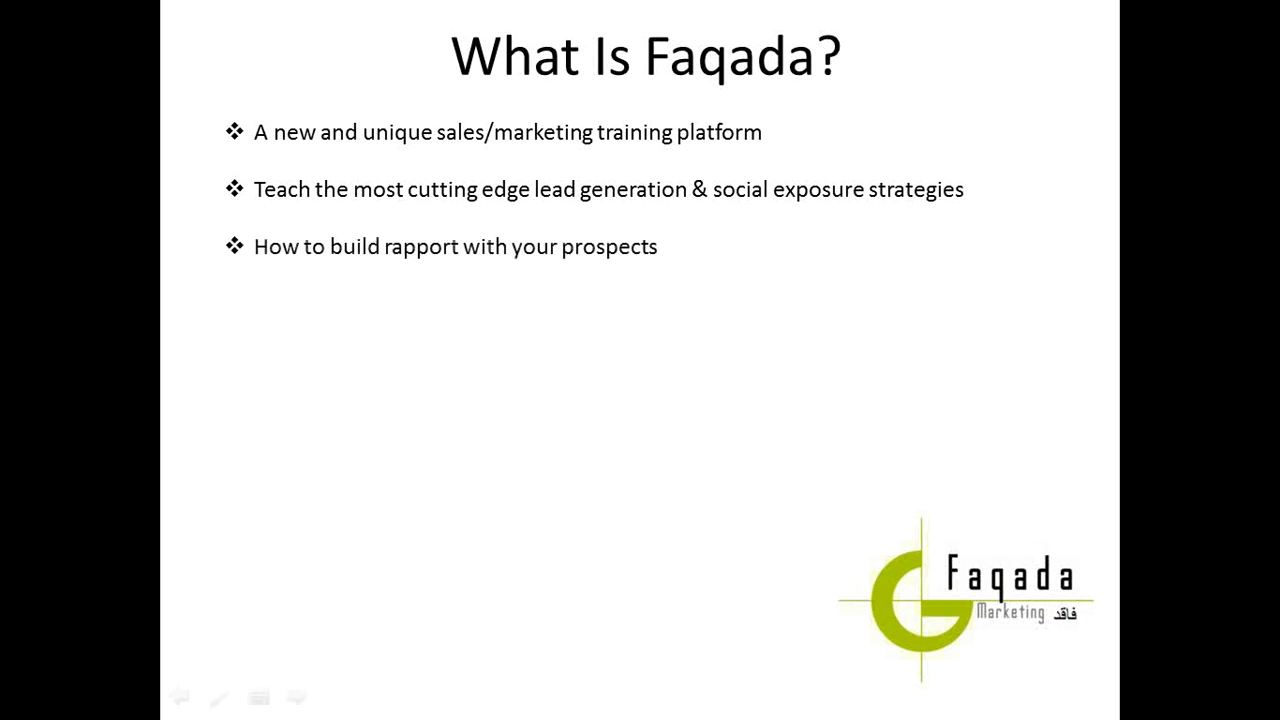 What Is Faqada?
❖ A new and unique sales/marketing training platform
❖ Teach the most cutting edge lead generation & social exposure strategies
❖ How to build rapport with your prospects
Faqada
Marketing فاقد